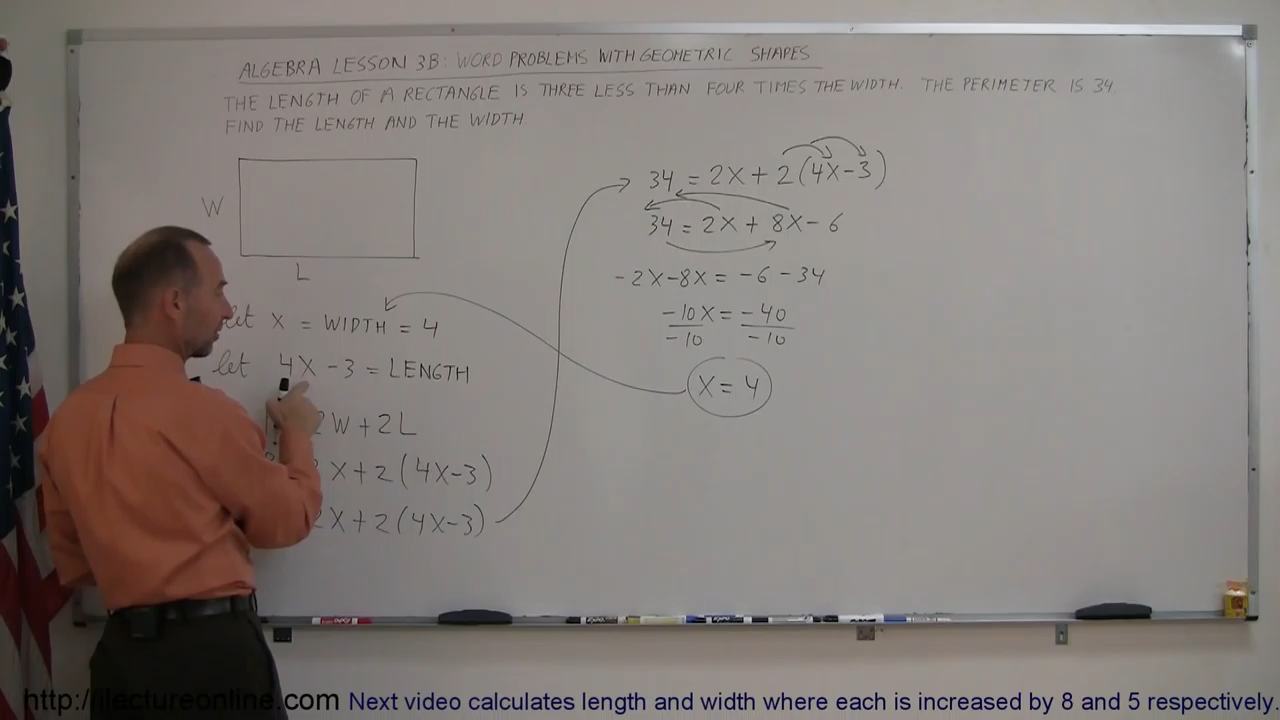 ALGEBRA LESSON 3B: WORD PROBLEMS WITH GEOMETRIC SHAPES
THE LENGTH OF A RECTANGLE IS THREE LESS THAN FOUR TIMES THE WIDTH. THE PERIMETER IS 34
FIND THE LENGTH AND THE WIDTH
W
L
let X = WIDTH = 4
let 4X - 3 = LENGTH
2W + 2L
X + 2(4X-3)
2X + 2(4X-3)
34 = 2X + 2(4X-3)
34 = 2X + 8X - 6
-2X-8X = -6 - 34
-10X = -40
-10 -10
X = 4
http://ilectureonline.com Next video calculates length and width where each is increased by 8 and 5 respectively.